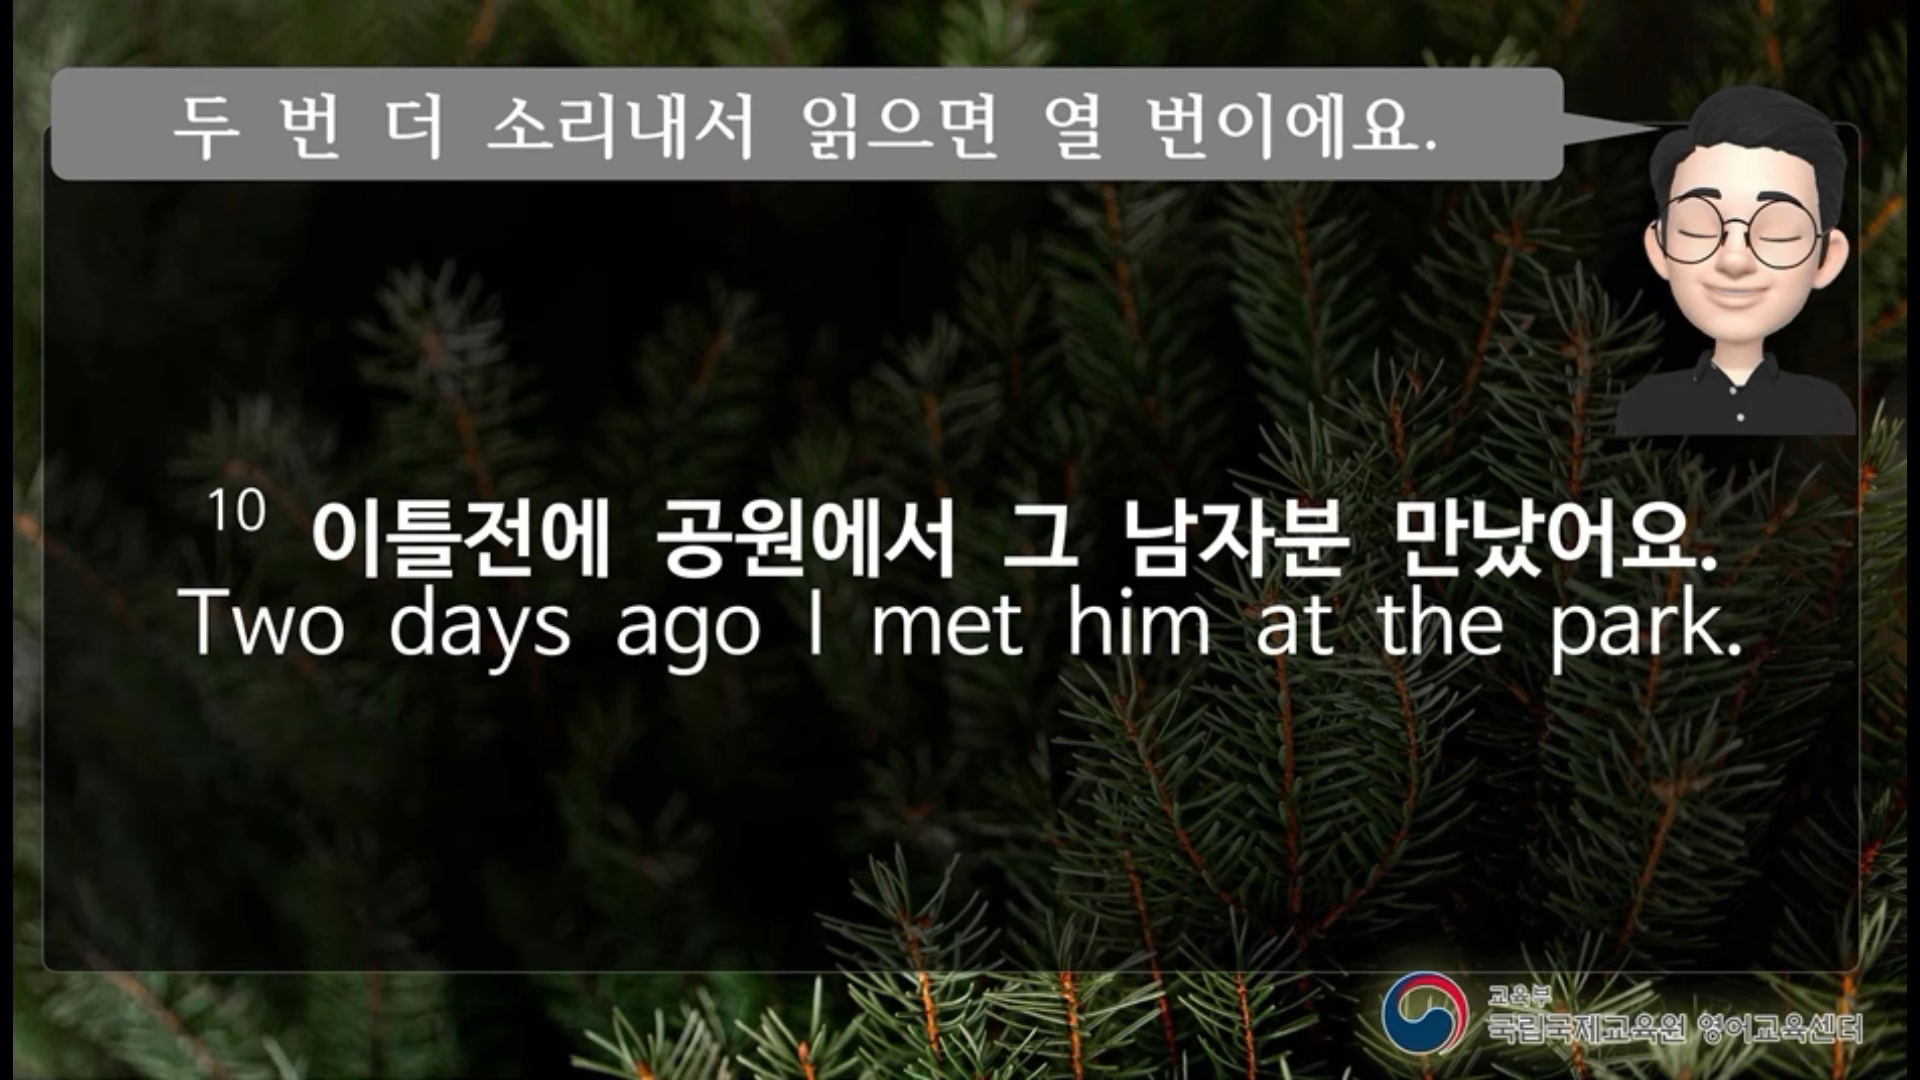 두 번 더 소리내서 읽으면 열 번이에요.
10 이틀전에 공원에서 그 남자분 만났어요.
Two days ago I met him at the park.
교육부
국립국제교육원 영어교육센터